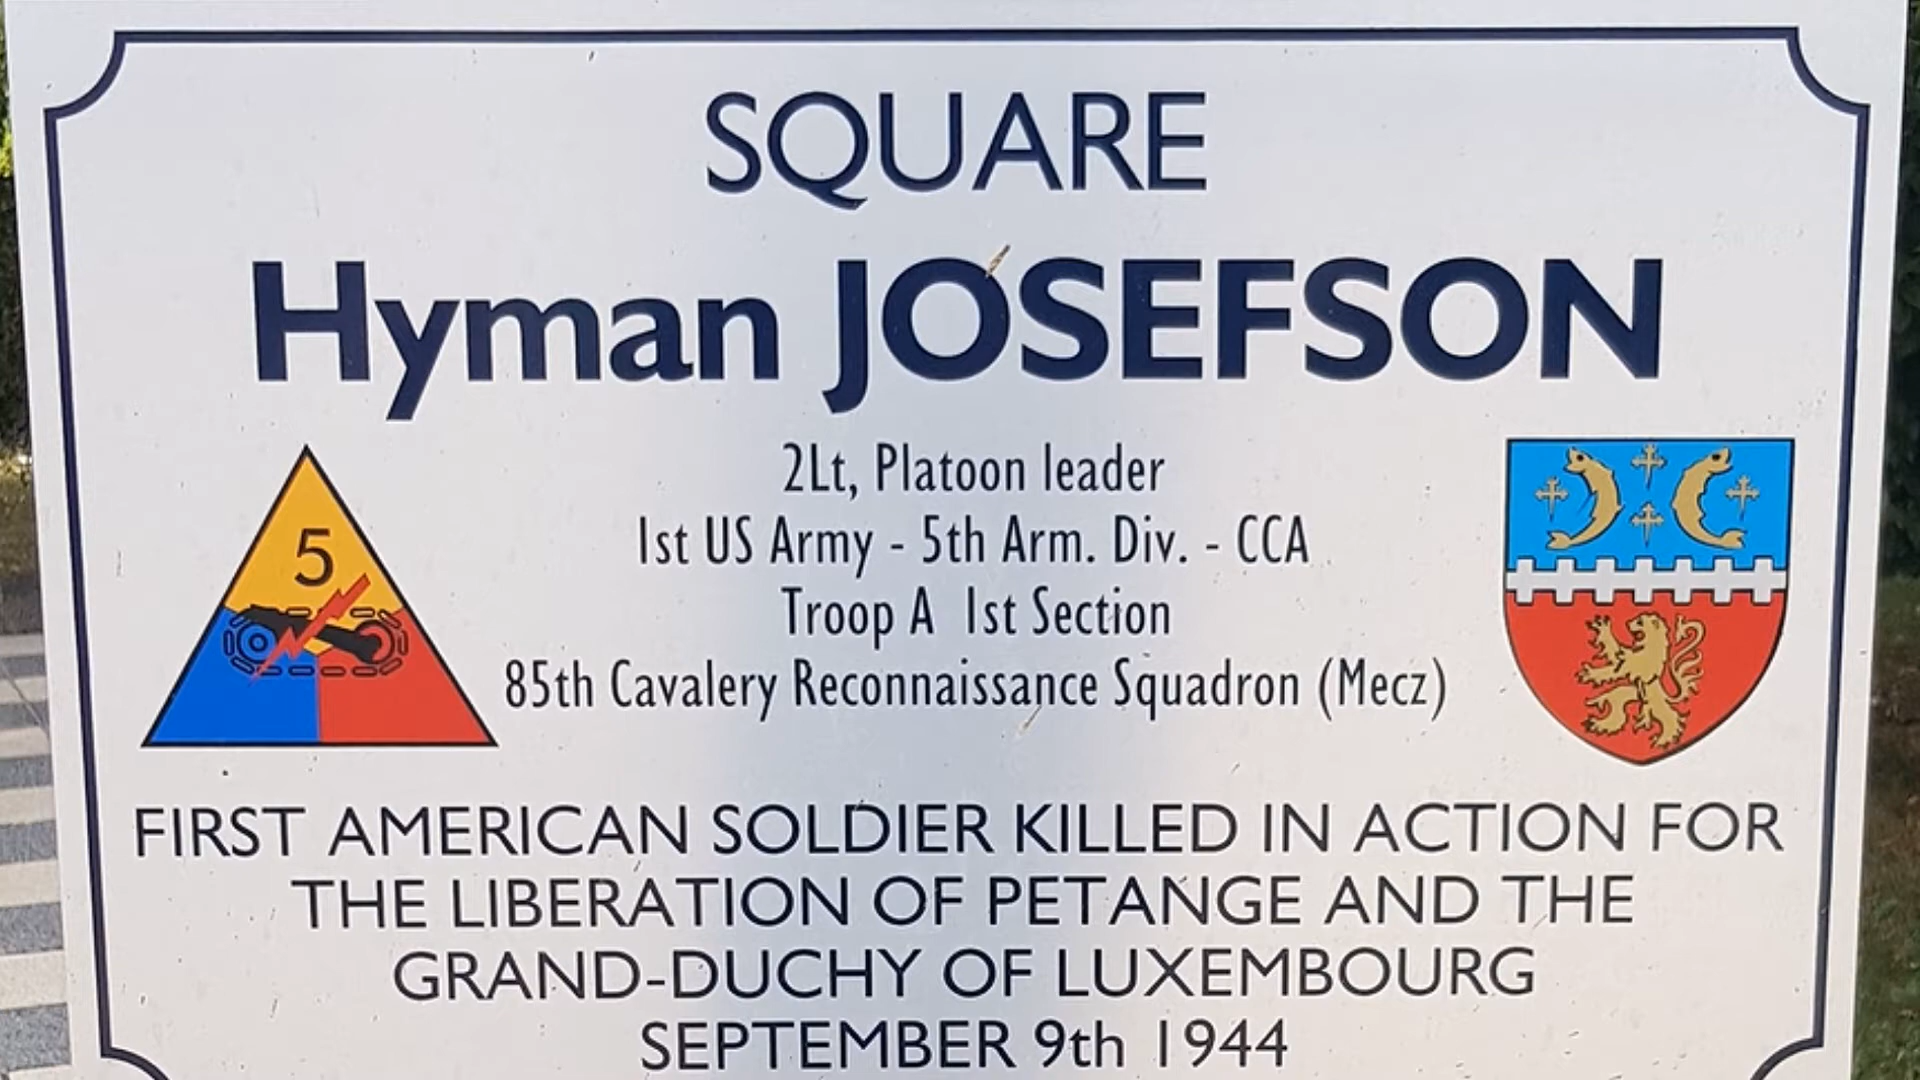 SQUARE
Hyman JOSEFSON
2Lt, Platoon leader
1st US Army - 5th Arm. Div. - CCA
Troop A 1st Section
85th Cavalery Reconnaissance Squadron (Mecz)
5
FIRST AMERICAN SOLDIER KILLED IN ACTION FOR
THE LIBERATION OF PETANGE AND THE
GRAND-DUCHY OF LUXEMBOURG
SEPTEMBER 9th 1944